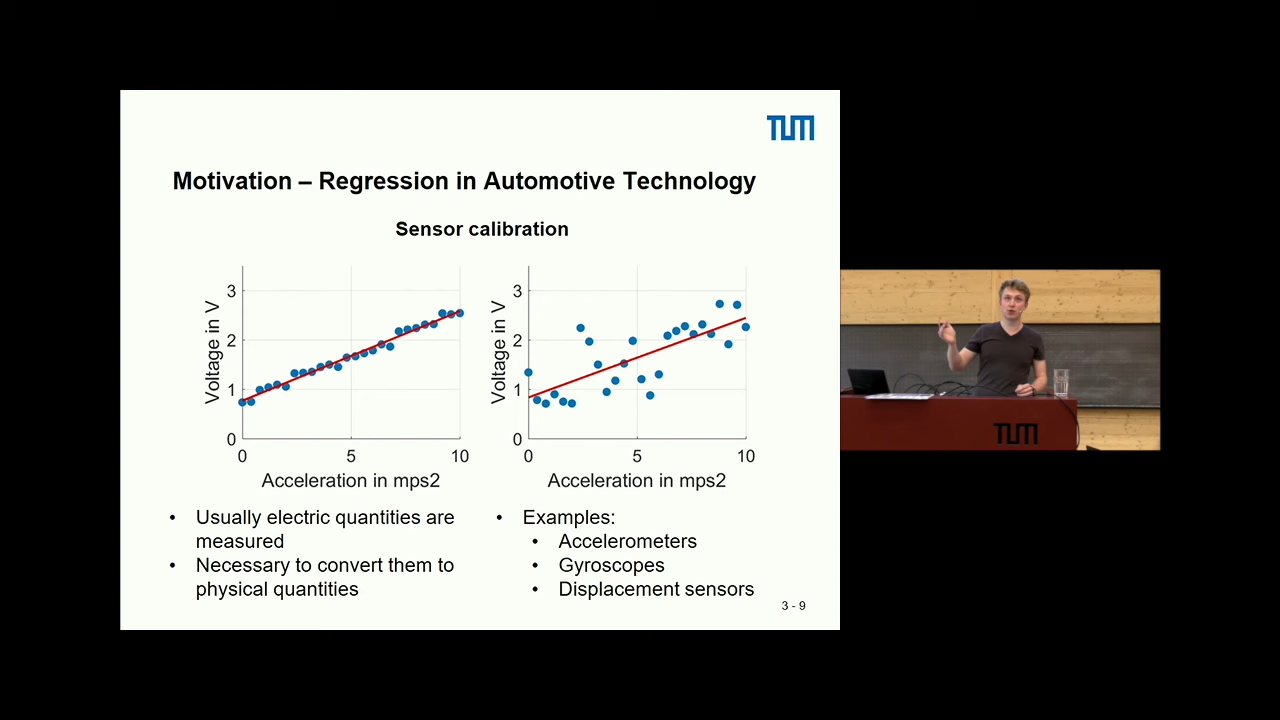 TUM
Motivation – Regression in Automotive Technology
Sensor calibration
3
2
1
0
Voltage in V
0 5 10
Acceleration in mps2
3
2
1
0
Voltage in V
0 5 10
Acceleration in mps2
• Usually electric quantities are
measured
• Necessary to convert them to
physical quantities
• Examples:
• Accelerometers
• Gyroscopes
• Displacement sensors
3 - 9
TUM